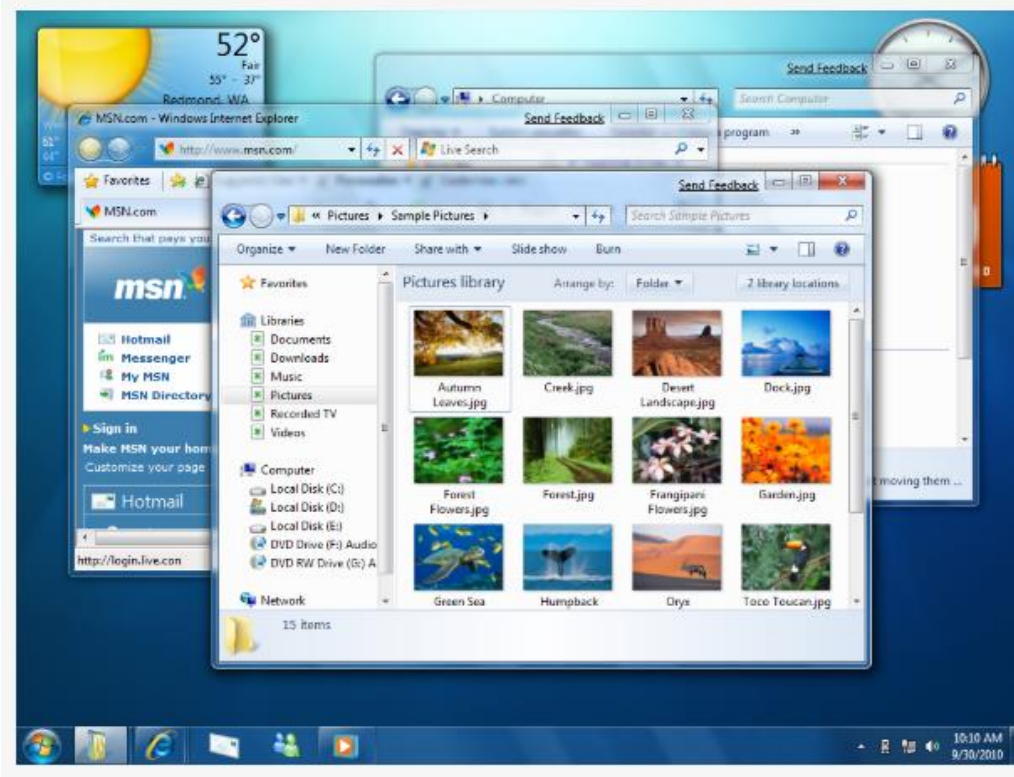 52°
Fair
55° - 37°
Redmond, WA
Send Feedback
Computer
Search Computer
program »
MSN.com - Windows Internet Explorer
Send Feedback
http://www.msn.com/
Live Search
Favorites
MSN.com
Search that pays you
msn
Hotmail
Messenger
My MSN
MSN Directory
Sign in
Make MSN your hom
Customize your page
Hotmail
http://login.live.con
Send Feedback
« Pictures Sample Pictures
Search Sample Pictures
Organize New Folder Share with Slide show Burn
Favorites
Libraries
Documents
Downloads
Music
Pictures
Recorded TV
Videos
Computer
Local Disk (C:)
Local Disk (D:)
Local Disk (E:)
DVD Drive (F:) Audio
DVD RW Drive (G:) A
Network
Pictures library
Arrange by: Folder
2 library locations
Autumn Leaves.jpg
Creek.jpg
Desert Landscape.jpg
Dock.jpg
Forest Flowers.jpg
Forest.jpg
Frangipani Flowers.jpg
Garden.jpg
Green Sea
Humpback
Oryx
Toco Toucan.jpg
15 items
t moving them ...
10:10 AM
9/30/2010